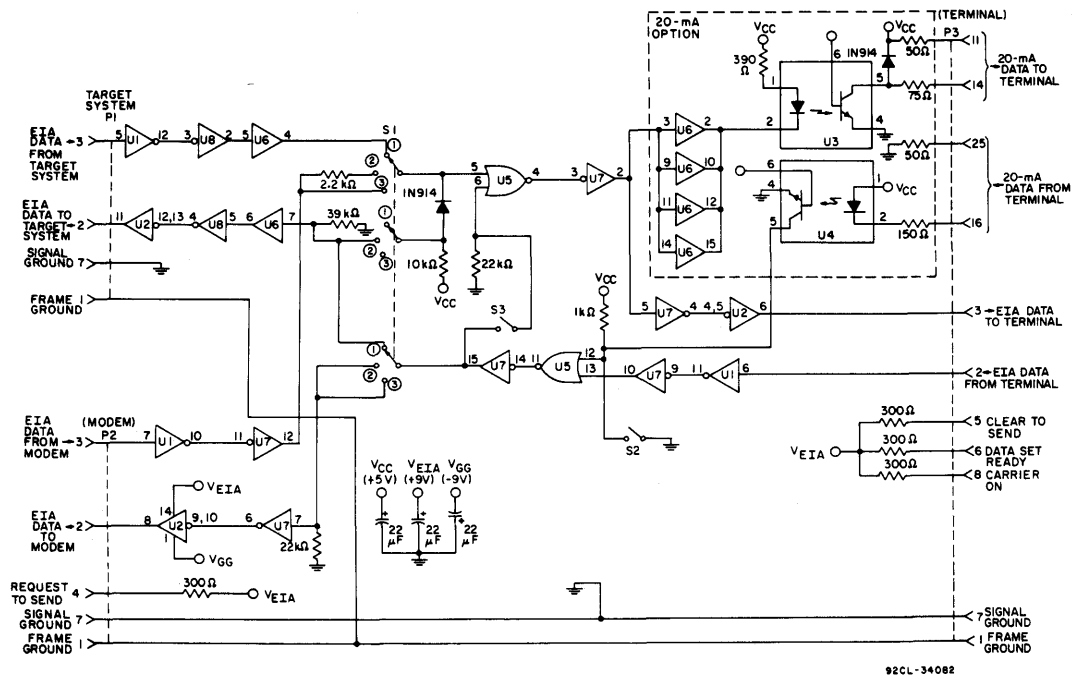 20-mA
OPTION
(TERMINAL)
P3
VCC
390
Ω
1
6
IN914
VCC
50Ω
11
5
75Ω
14
20-mA
DATA TO
TERMINAL
2
4
U3
TARGET
SYSTEM
P1
EIA
DATA
FROM
TARGET
SYSTEM
3
5
U1
12
3
U8
2
5
U6
4
S1
①
②
③
2.2 kΩ
IN914
5
6
U5
4
3
U7
2
3
U6
2
9
U6
10
11
U6
12
14
U6
15
6
4
5
U4
1
VCC
2
50Ω
25
150Ω
16
20-mA
DATA FROM
TERMINAL
EIA
DATA TO
TARGET
SYSTEM
2
11
U2
12,13
4
U8
5
6
U6
7
39 kΩ
①
②
③
10kΩ
VCC
22kΩ
SIGNAL
GROUND 7
FRAME 1
GROUND
S3
VCC
1kΩ
5
U7
4
4,5
U2
6
3 EIA DATA
TO TERMINAL
①
②
③
15
U7
14
11
U5
12
13
10
U7
9
11
U1
6
2 EIA DATA
FROM TERMINAL
S2
EIA
DATA
FROM
MODEM
3
(MODEM)
P2
7
U1
10
11
U7
12
VEIA
300Ω
5 CLEAR TO
SEND
300Ω
6 DATA SET
READY
300Ω
8 CARRIER
ON
VCC
(+5V)
VEIA
(+9V)
VGG
(-9V)
+
22
μF
+
22
μF
+
22
μF
EIA
DATA
TO
MODEM
2
8
VEIA
14
U2
1
VGG
9,10
6
U7
7
22kΩ
REQUEST
TO SEND 4
300Ω
VEIA
SIGNAL
GROUND 7
7 SIGNAL
GROUND
FRAME
GROUND 1
1 FRAME
GROUND
92CL-34082